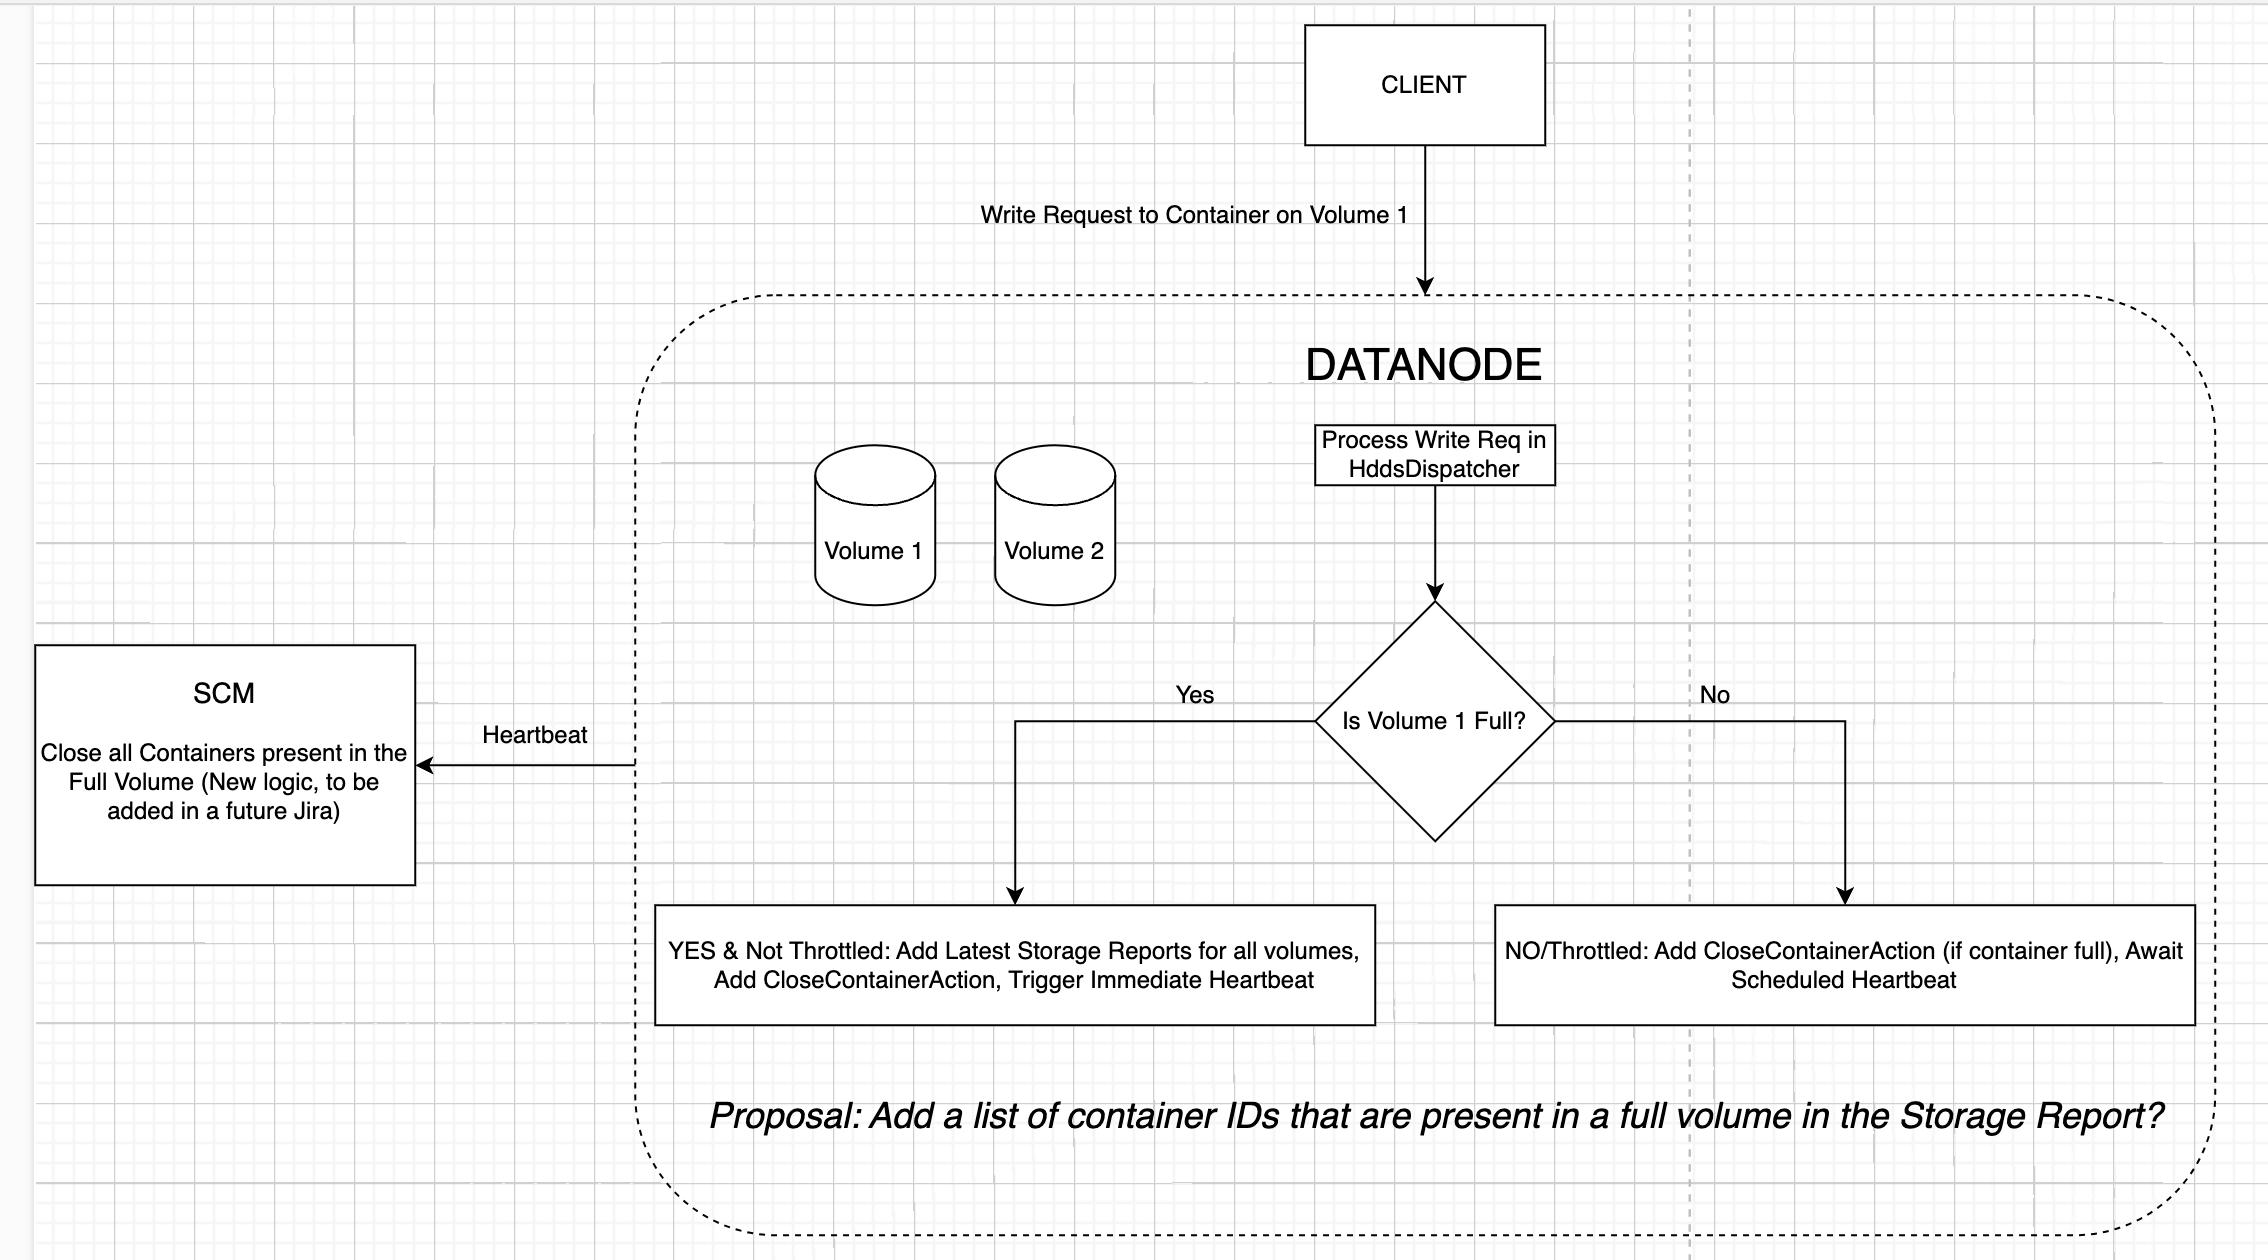 CLIENT
Write Request to Container on Volume 1
DATANODE
Process Write Req in
HddsDispatcher
Volume 1
Volume 2
Is Volume 1 Full?
Yes
No
SCM
Close all Containers present in the
Full Volume (New logic, to be
added in a future Jira)
Heartbeat
YES & Not Throttled: Add Latest Storage Reports for all volumes,
Add CloseContainerAction, Trigger Immediate Heartbeat
NO/Throttled: Add CloseContainerAction (if container full), Await
Scheduled Heartbeat
Proposal: Add a list of container IDs that are present in a full volume in the Storage Report?